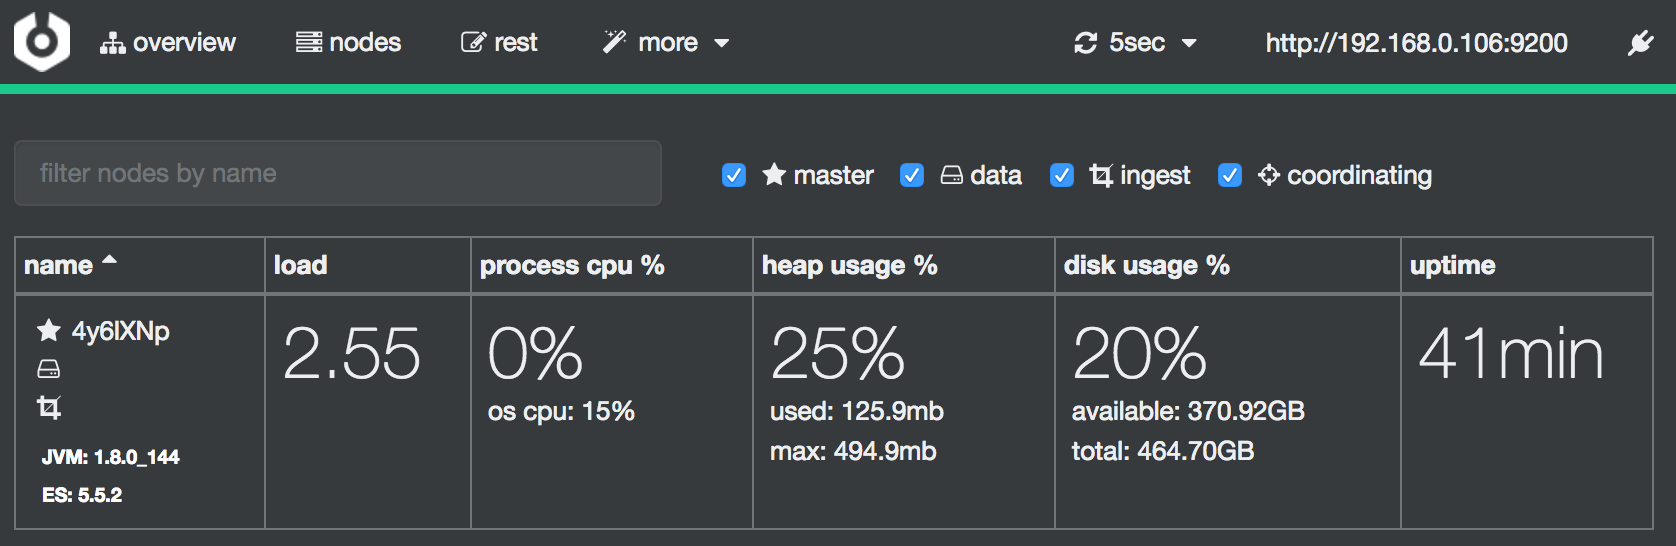 overview nodes rest more 5sec http://192.168.0.106:9200
filter nodes by name master data ingest coordinating
name load process cpu % heap usage % disk usage % uptime
4y6lXNp 2.55 0% 25% 20% 41min
os cpu: 15% used: 125.9mb available: 370.92GB
max: 494.9mb total: 464.70GB
JVM: 1.8.0_144
ES: 5.5.2